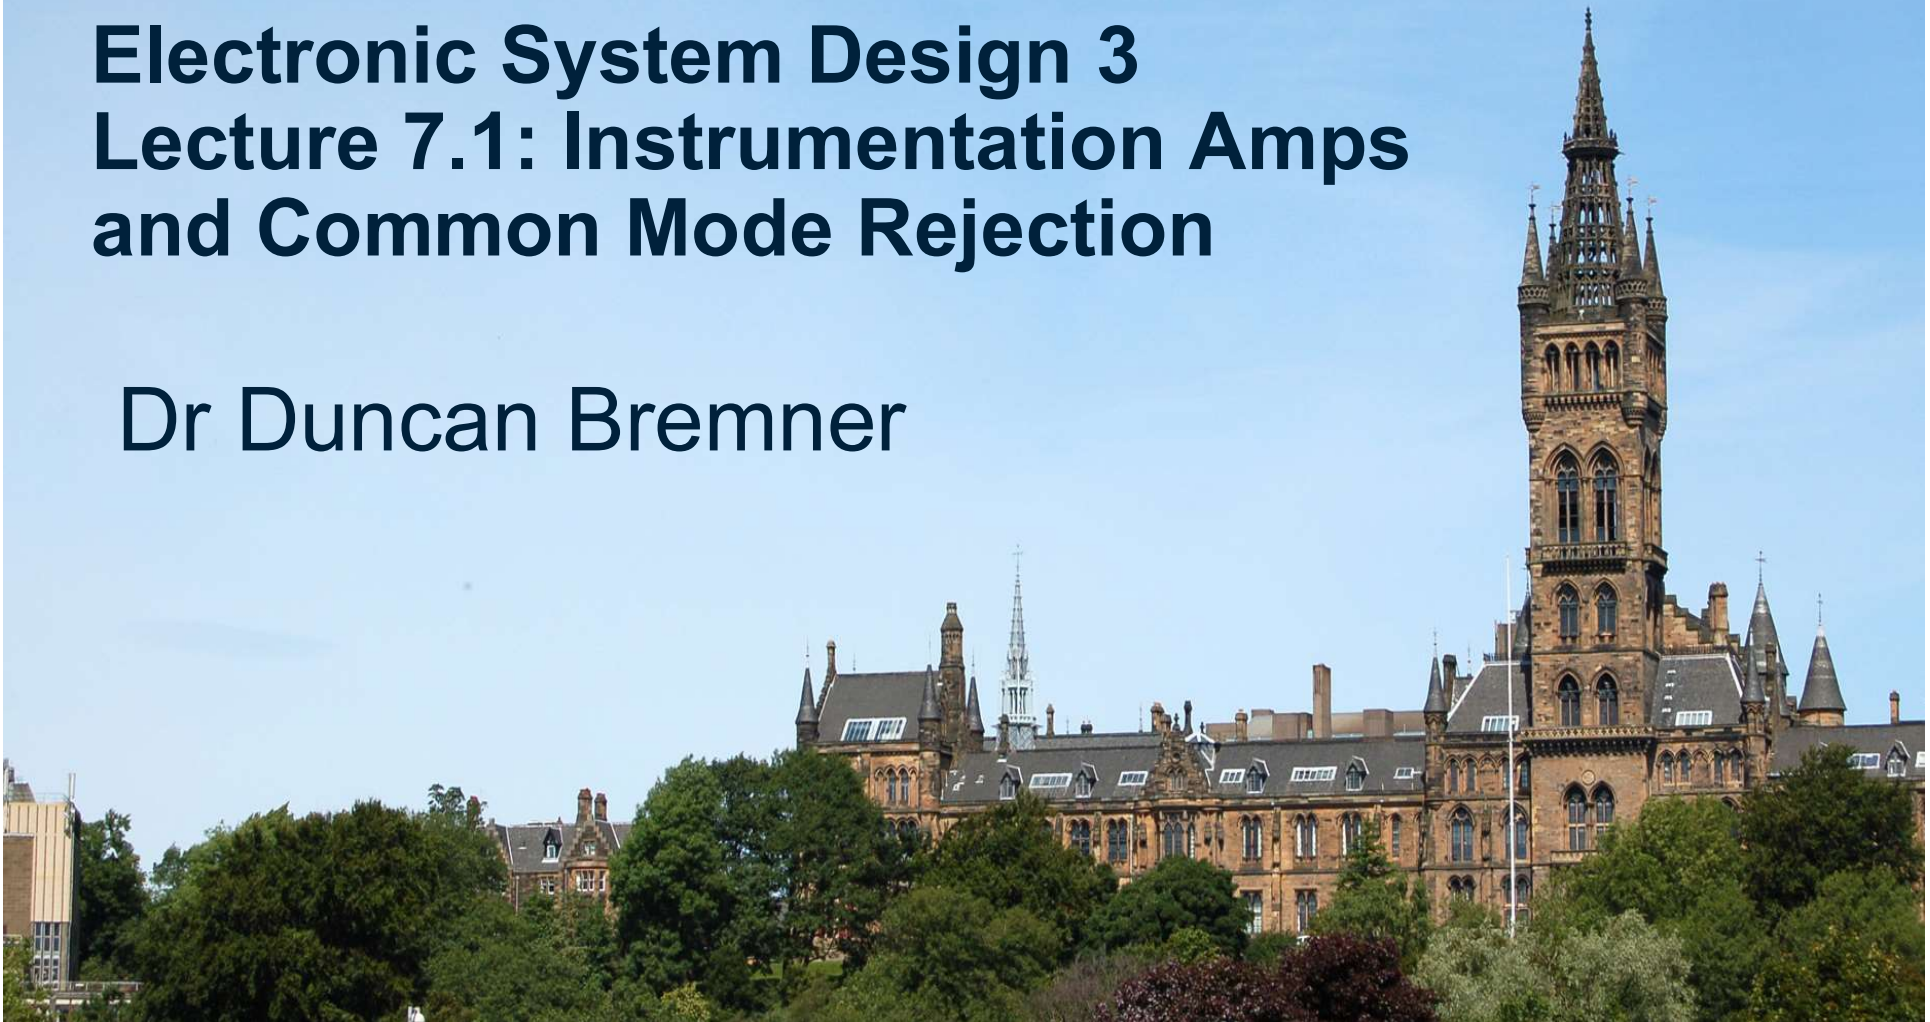 Electronic System Design 3
Lecture 7.1: Instrumentation Amps
and Common Mode Rejection
Dr Duncan Bremner